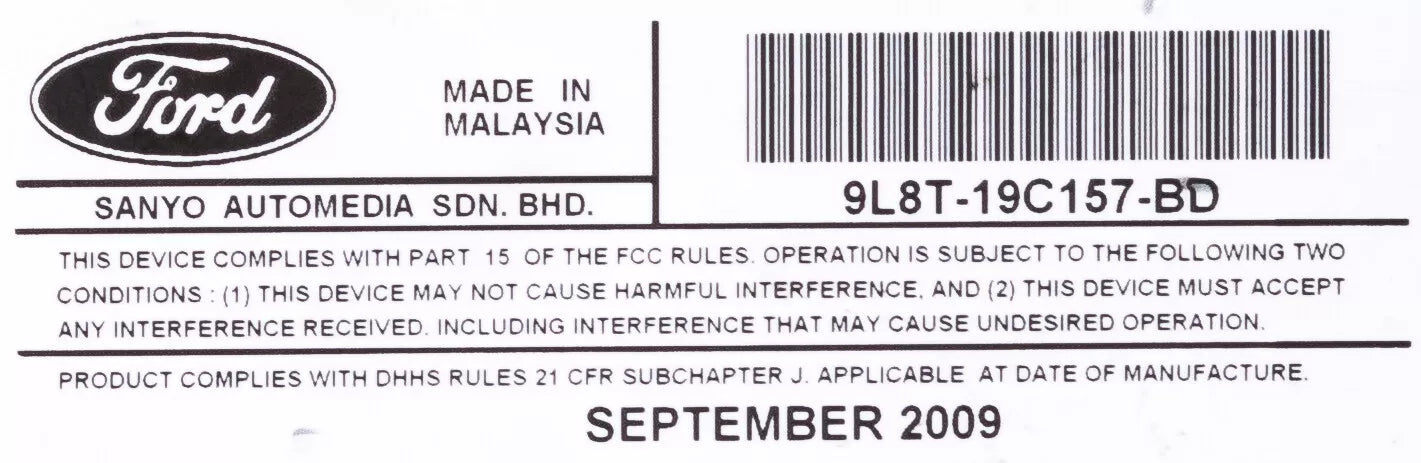 Ford
MADE IN
MALAYSIA
SANYO AUTOMEDIA SDN. BHD.
9L8T-19C157-BD
THIS DEVICE COMPLIES WITH PART 15 OF THE FCC RULES. OPERATION IS SUBJECT TO THE FOLLOWING TWO
CONDITIONS : (1) THIS DEVICE MAY NOT CAUSE HARMFUL INTERFERENCE, AND (2) THIS DEVICE MUST ACCEPT
ANY INTERFERENCE RECEIVED. INCLUDING INTERFERENCE THAT MAY CAUSE UNDESIRED OPERATION.
PRODUCT COMPLIES WITH DHHS RULES 21 CFR SUBCHAPTER J. APPLICABLE AT DATE OF MANUFACTURE.
SEPTEMBER 2009